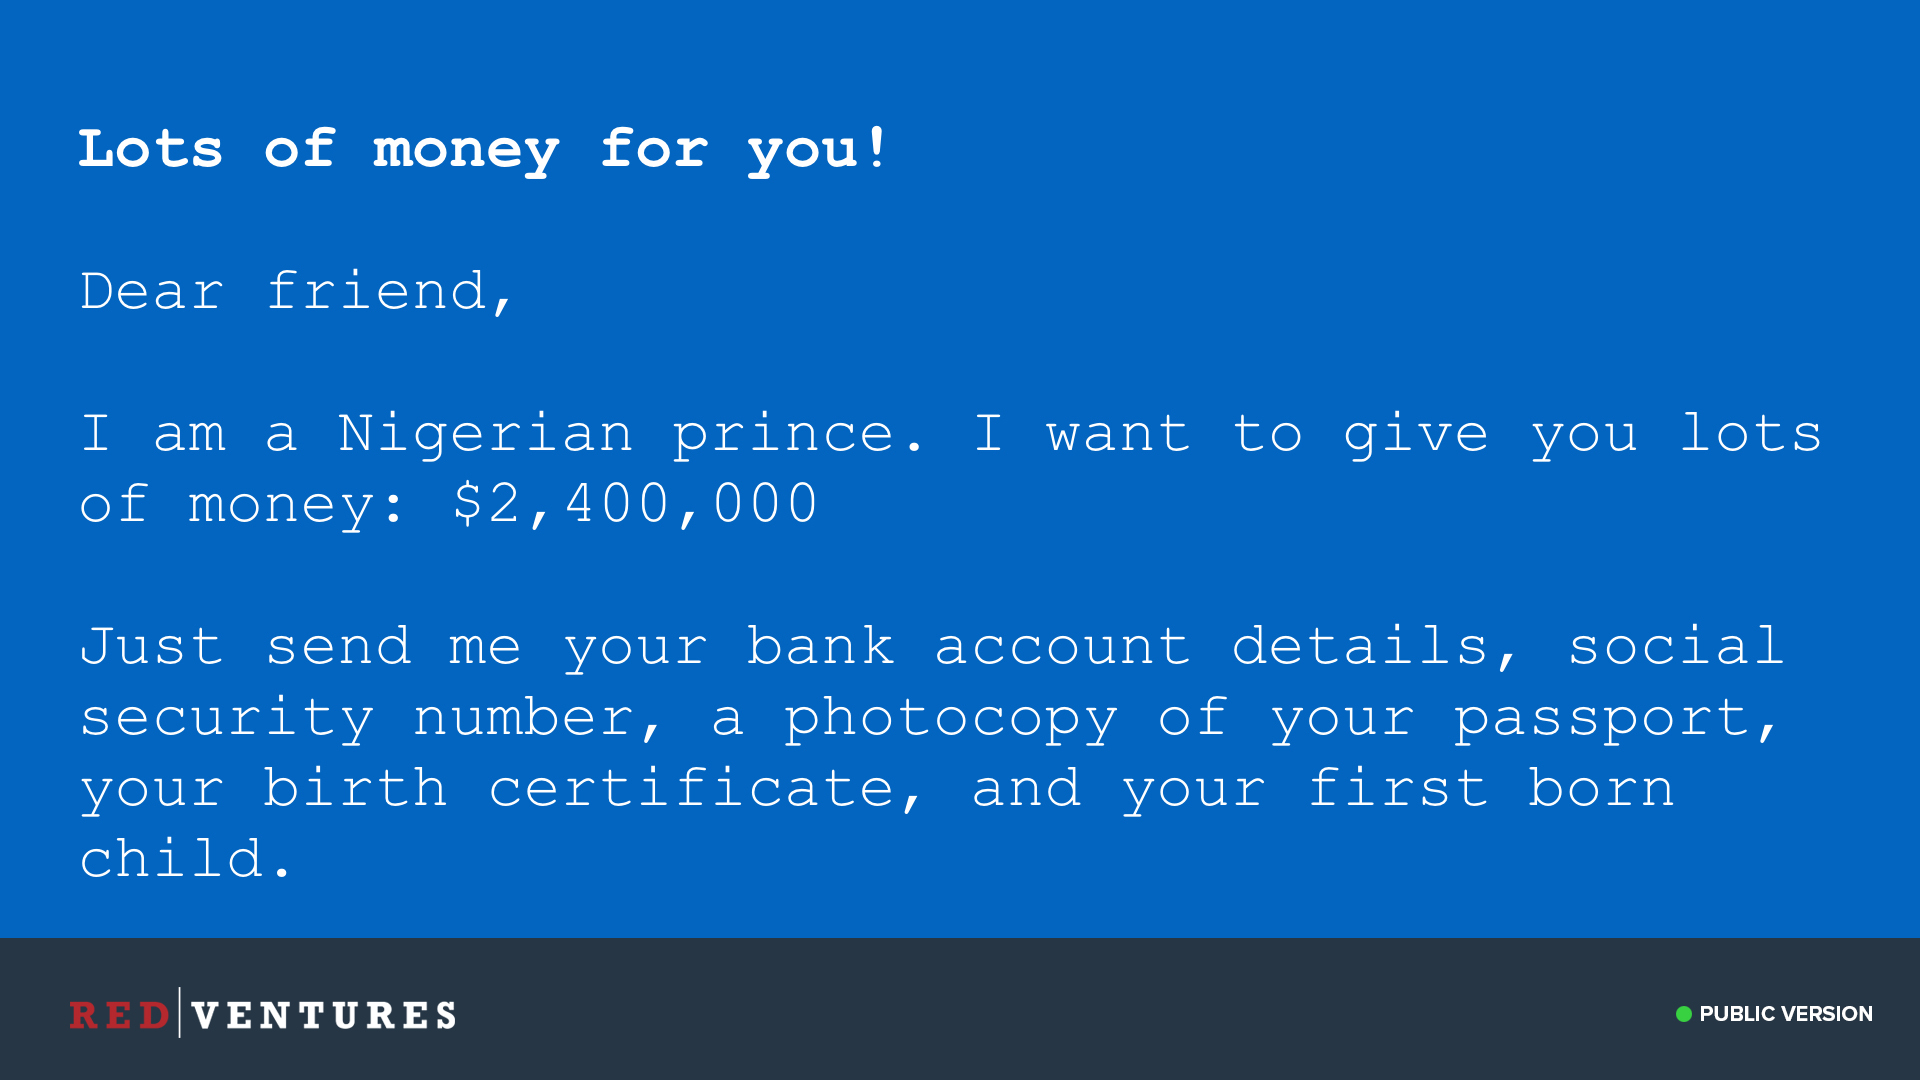 Lots of money for you!
Dear friend,
I am a Nigerian prince. I want to give you lots
of money: $2,400,000
Just send me your bank account details, social
security number, a photocopy of your passport,
your birth certificate, and your first born
child.
RED|VENTURES
PUBLIC VERSION